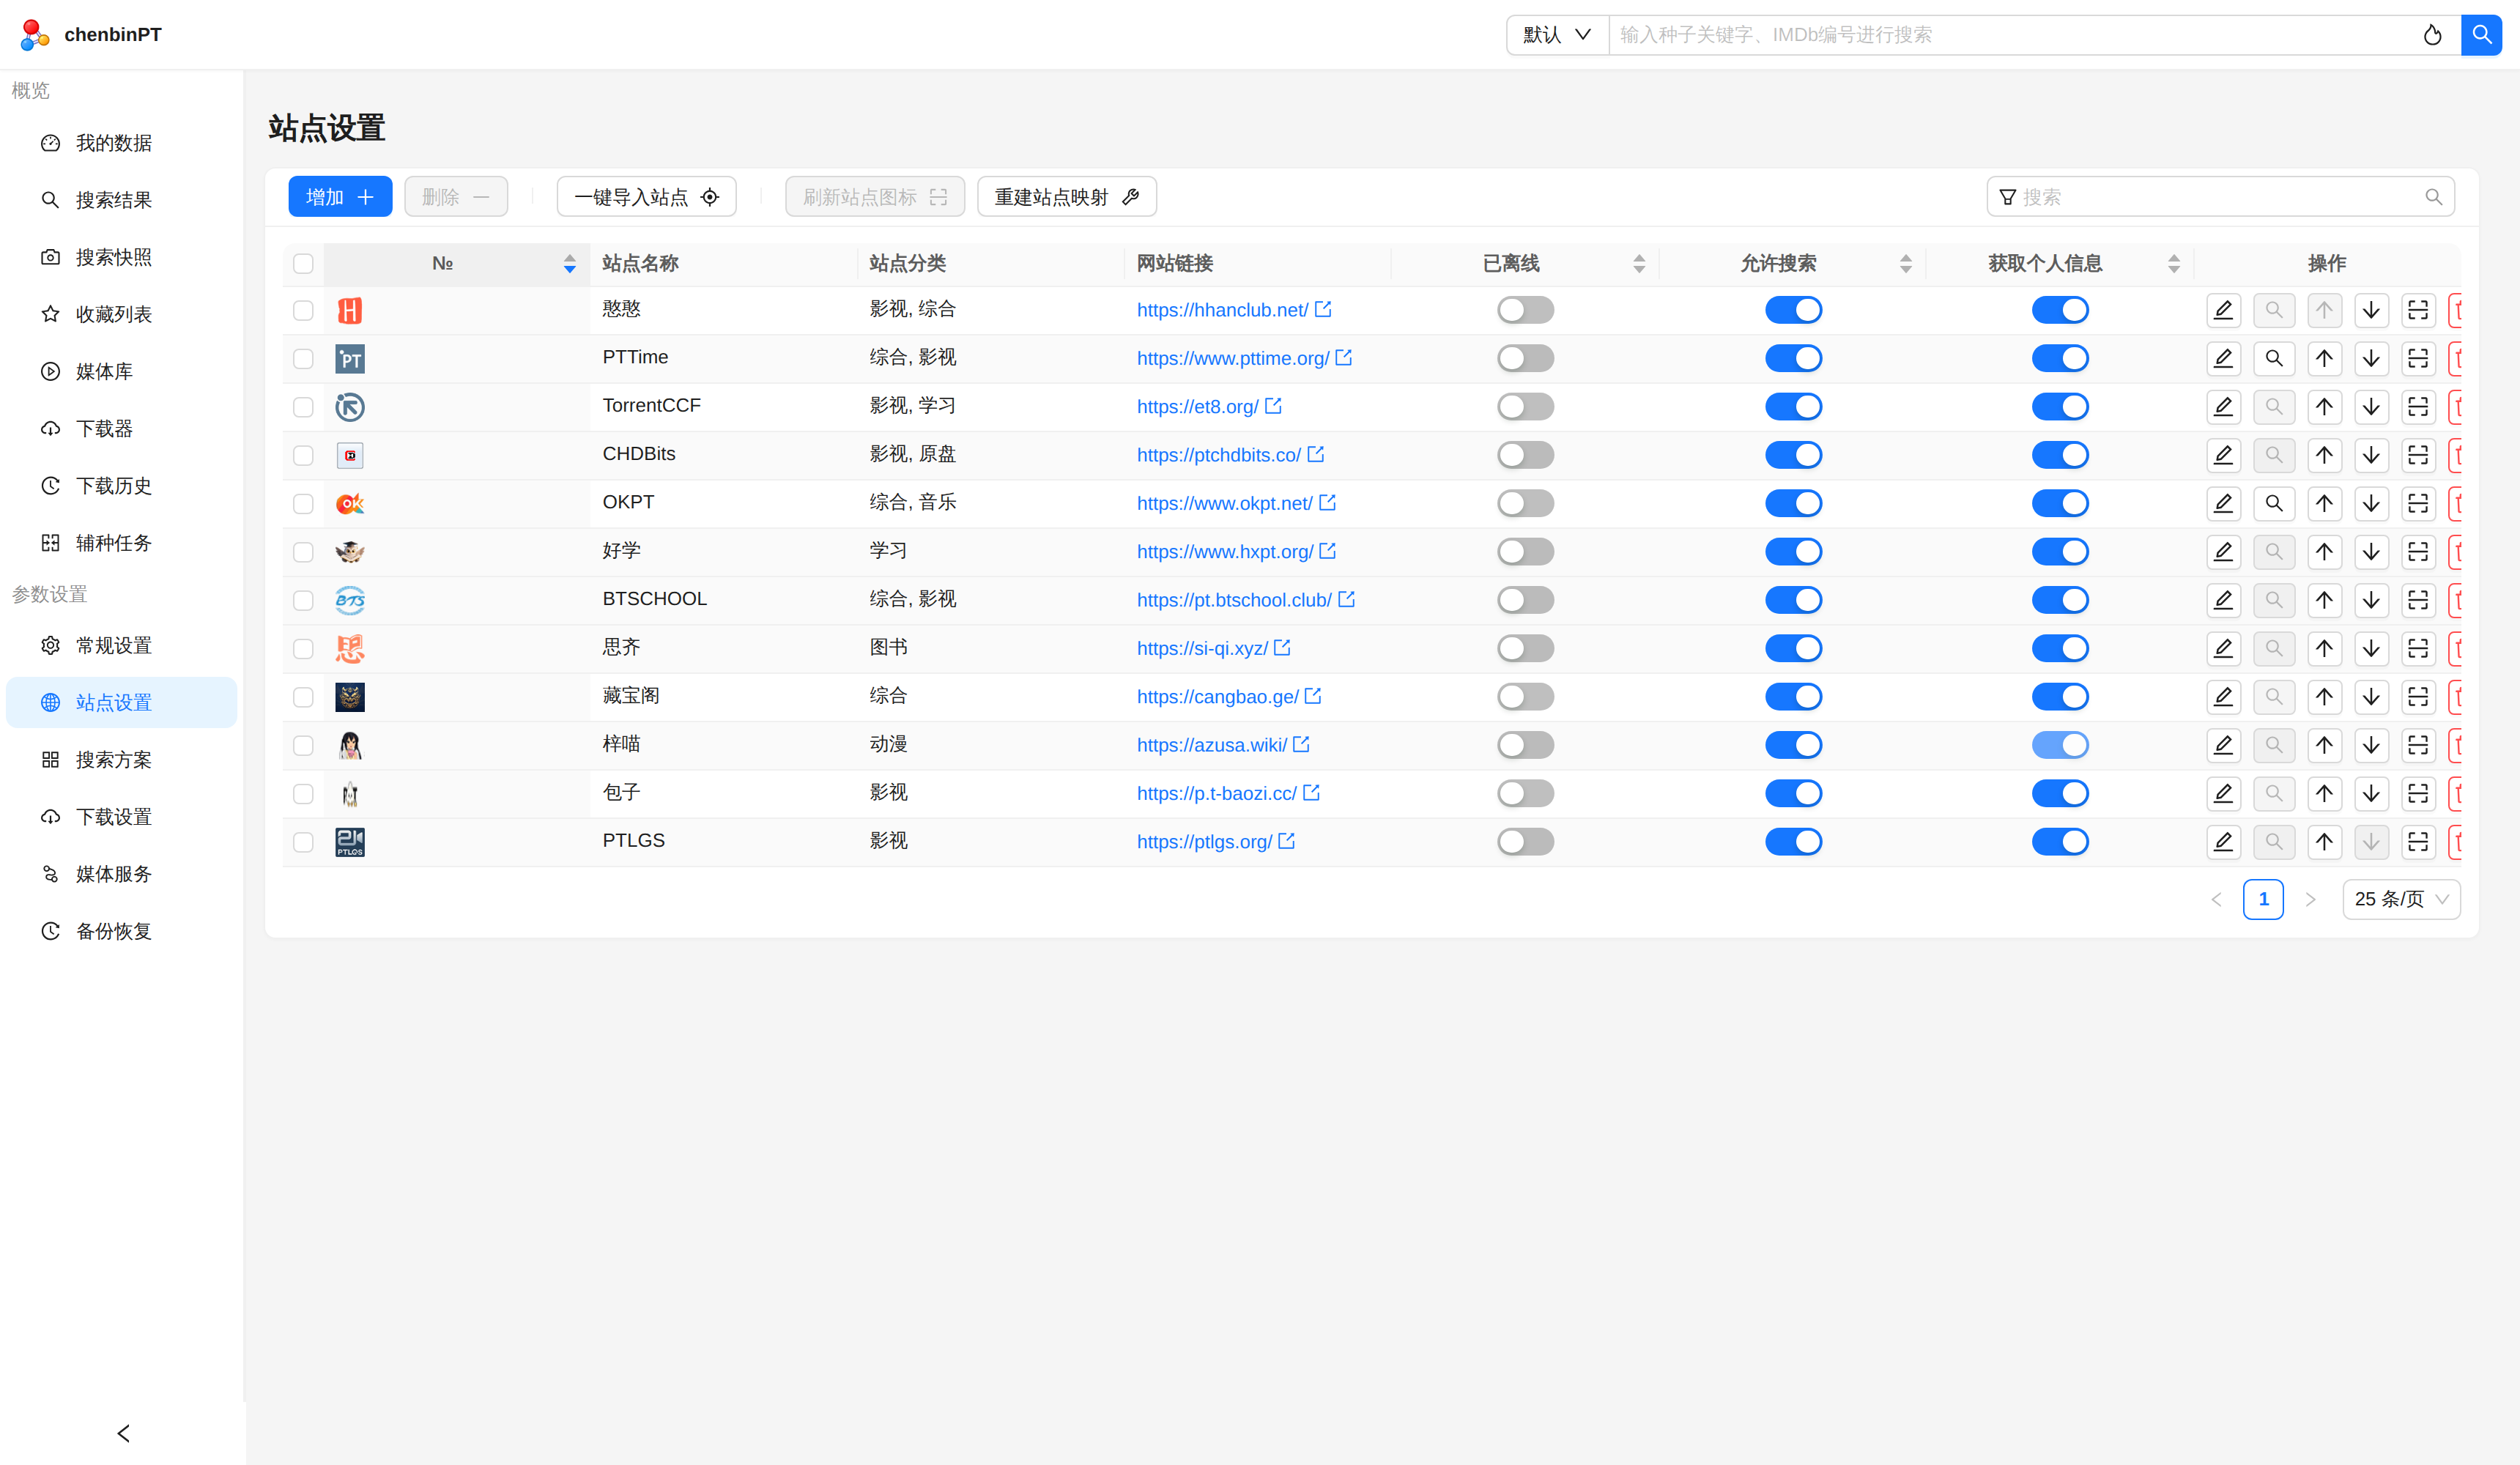 chenbinPT
默认 输入种子关键字、IMDb编号进行搜索
概览
我的数据
搜索结果
搜索快照
收藏列表
媒体库
下载器
下载历史
辅种任务
参数设置
常规设置
站点设置
搜索方案
下载设置
媒体服务
备份恢复
站点设置
增加 删除 一键导入站点 刷新站点图标 重建站点映射 搜索
№ 站点名称 站点分类 网站链接 已离线 允许搜索 获取个人信息 操作
H 憨憨 影视, 综合 https://hhanclub.net/
PT PTTime 综合, 影视 https://www.pttime.org/
TorrentCCF 影视, 学习 https://et8.org/
CHDBits 影视, 原盘 https://ptchdbits.co/
OKPT 综合, 音乐 https://www.okpt.net/
好学 学习 https://www.hxpt.org/
BTS BTSCHOOL 综合, 影视 https://pt.btschool.club/
思 思齐 图书 https://si-qi.xyz/
藏宝阁 综合 https://cangbao.ge/
梓喵 动漫 https://azusa.wiki/
包子 影视 https://p.t-baozi.cc/
PTLGS PTLGS 影视 https://ptlgs.org/
1 25 条/页